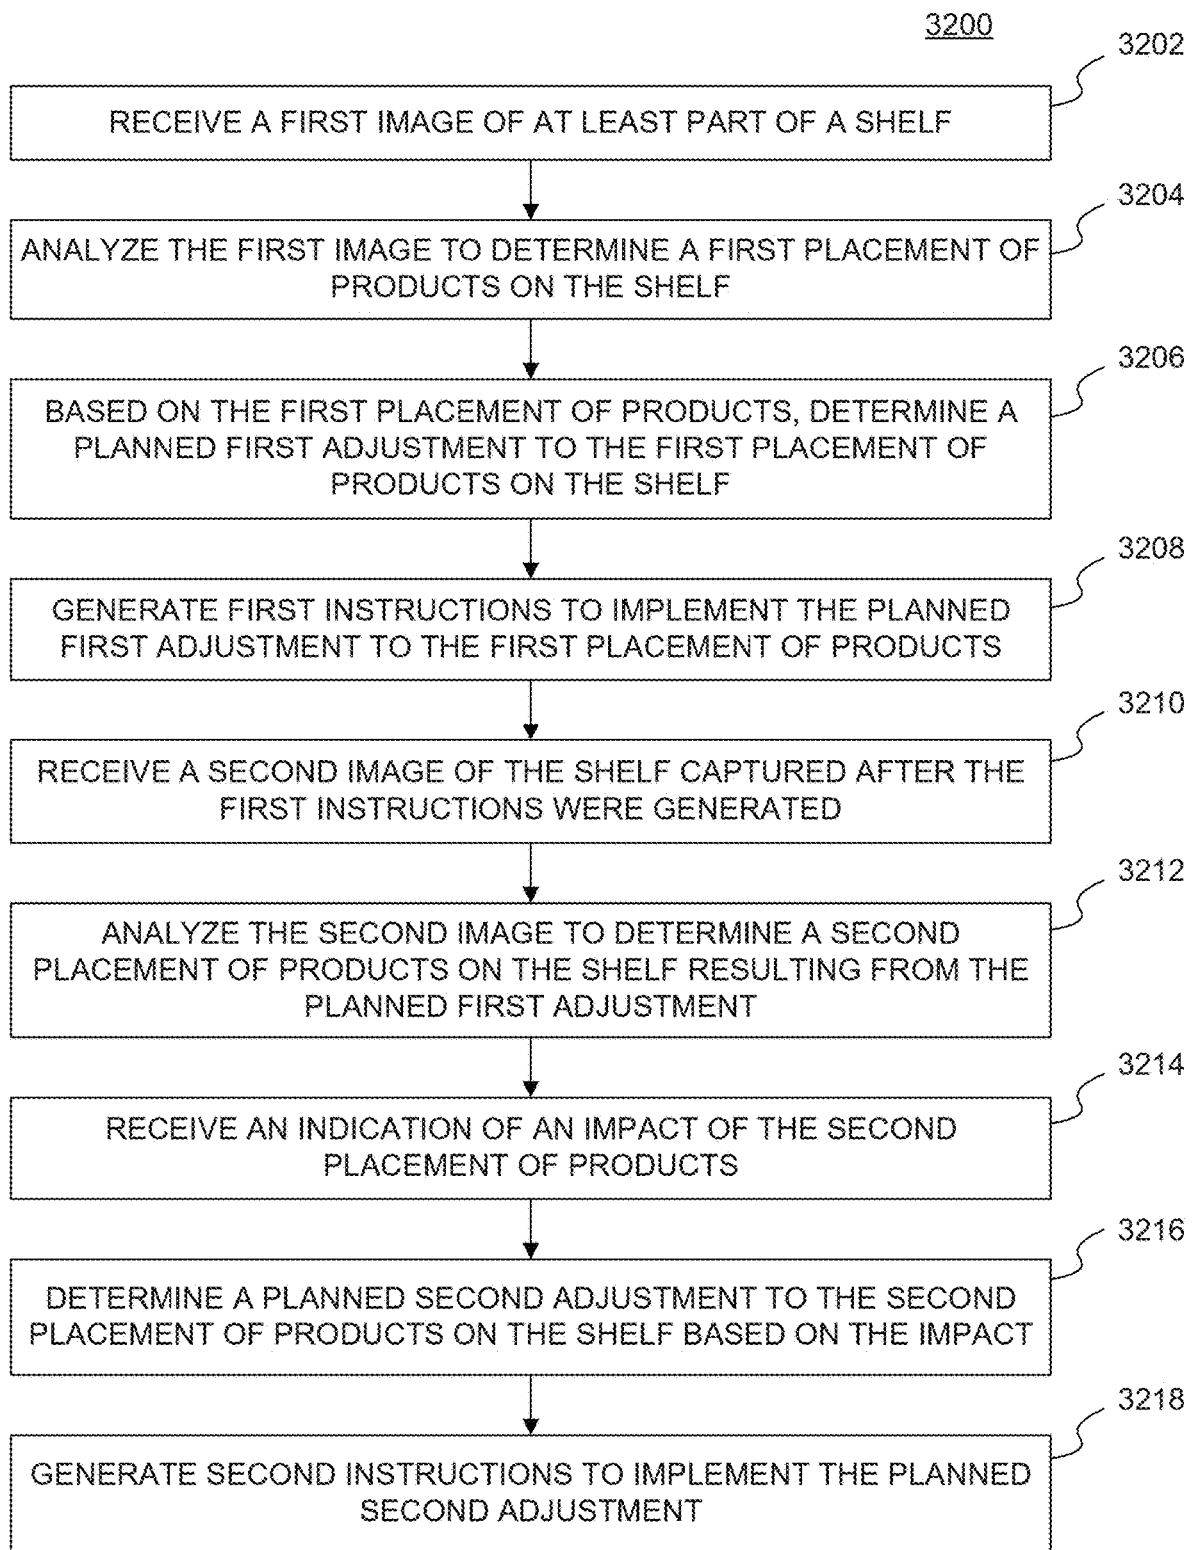 3200
3202
RECEIVE A FIRST IMAGE OF AT LEAST PART OF A SHELF
3204
ANALYZE THE FIRST IMAGE TO DETERMINE A FIRST PLACEMENT OF
PRODUCTS ON THE SHELF
3206
BASED ON THE FIRST PLACEMENT OF PRODUCTS, DETERMINE A
PLANNED FIRST ADJUSTMENT TO THE FIRST PLACEMENT OF
PRODUCTS ON THE SHELF
3208
GENERATE FIRST INSTRUCTIONS TO IMPLEMENT THE PLANNED
FIRST ADJUSTMENT TO THE FIRST PLACEMENT OF PRODUCTS
3210
RECEIVE A SECOND IMAGE OF THE SHELF CAPTURED AFTER THE
FIRST INSTRUCTIONS WERE GENERATED
3212
ANALYZE THE SECOND IMAGE TO DETERMINE A SECOND
PLACEMENT OF PRODUCTS ON THE SHELF RESULTING FROM THE
PLANNED FIRST ADJUSTMENT
3214
RECEIVE AN INDICATION OF AN IMPACT OF THE SECOND
PLACEMENT OF PRODUCTS
3216
DETERMINE A PLANNED SECOND ADJUSTMENT TO THE SECOND
PLACEMENT OF PRODUCTS ON THE SHELF BASED ON THE IMPACT
3218
GENERATE SECOND INSTRUCTIONS TO IMPLEMENT THE PLANNED
SECOND ADJUSTMENT